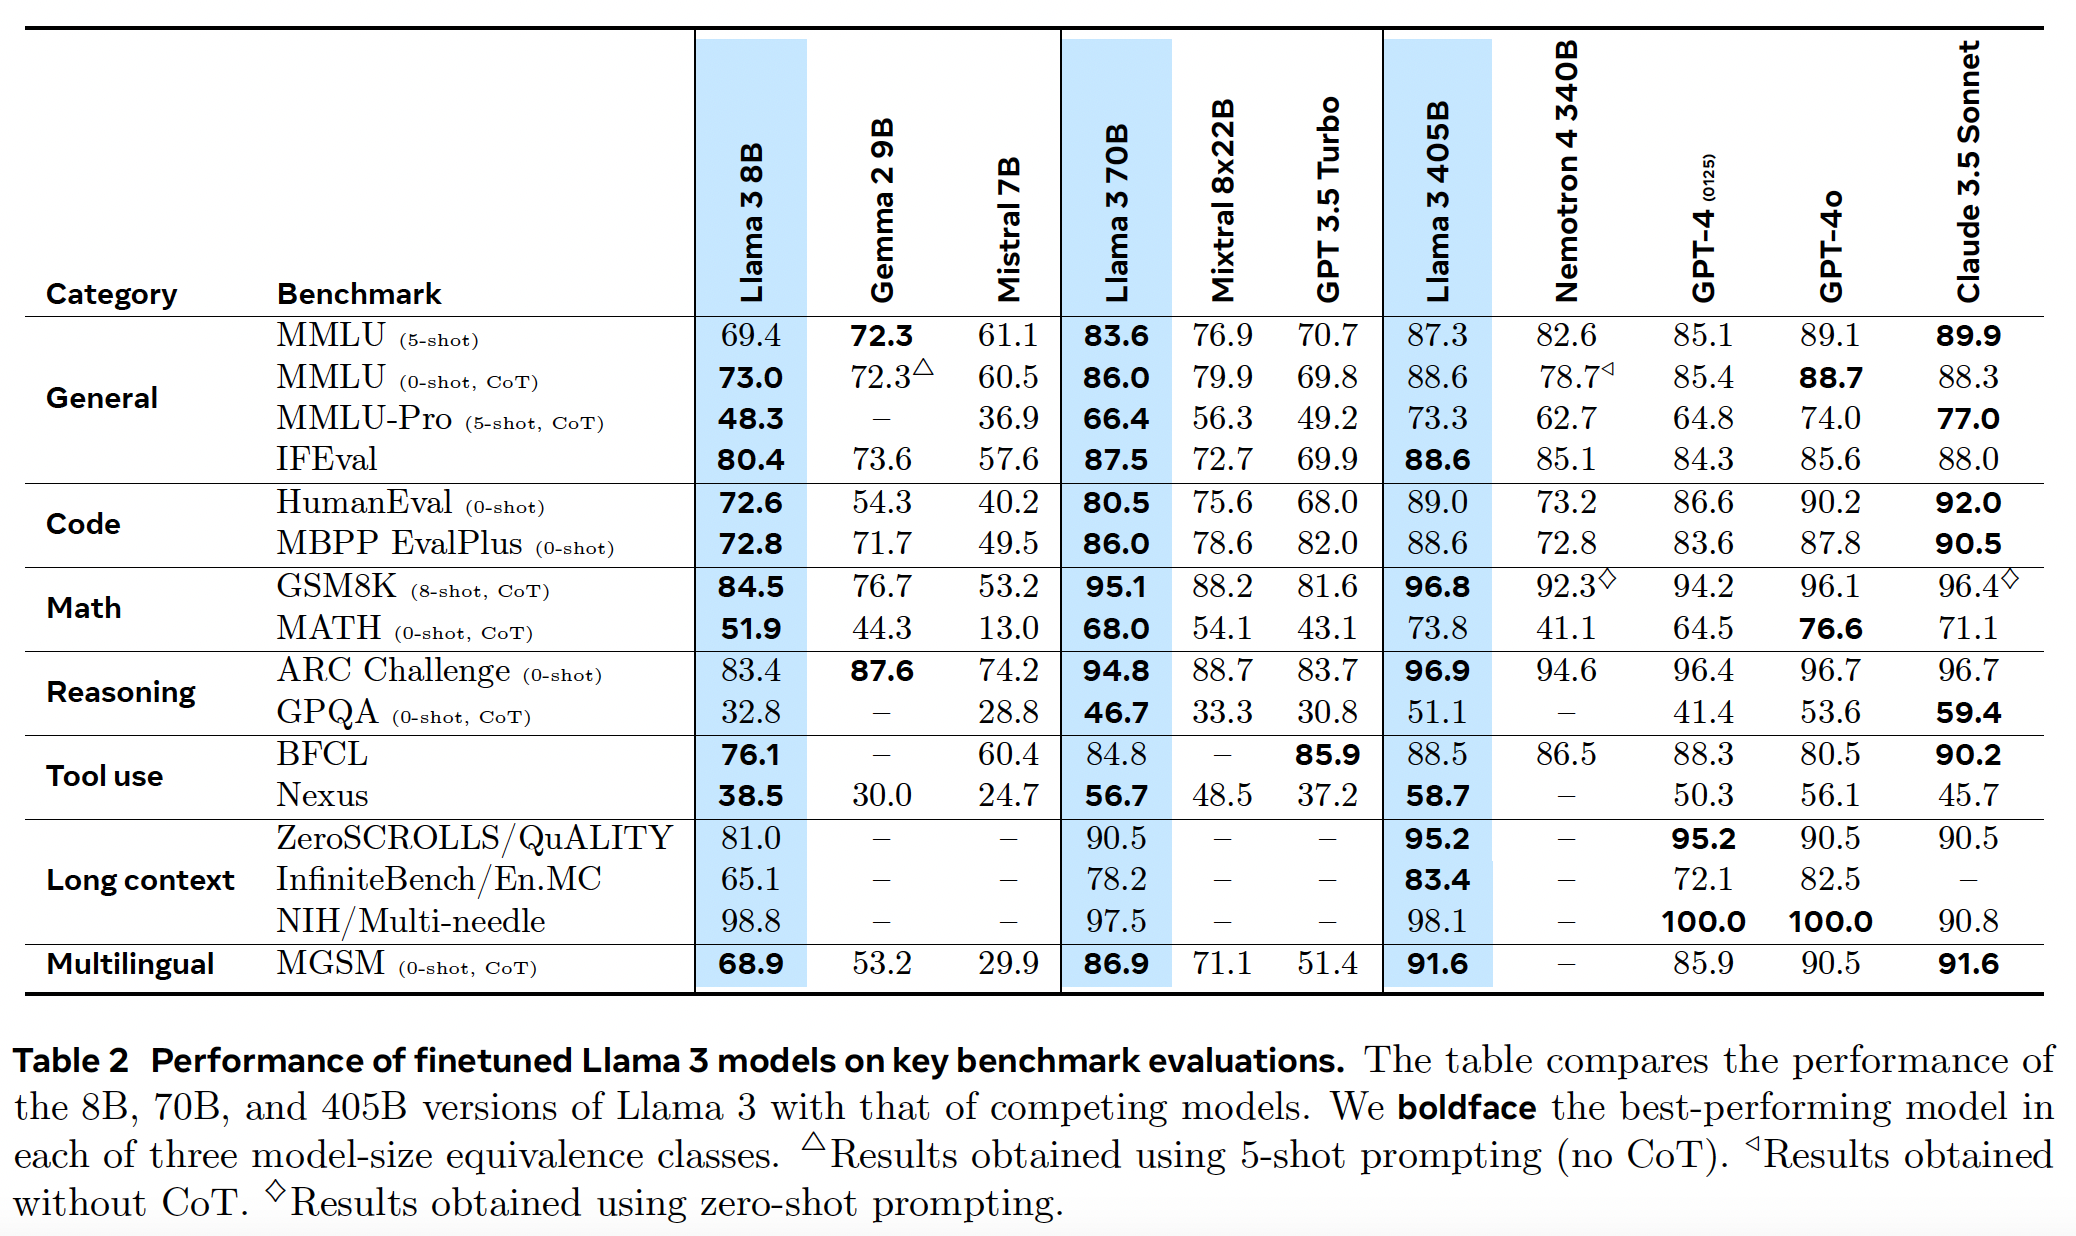 Category Benchmark Llama 3 8B Gemma 2 9B Mistral 7B Llama 3 70B Mixtral 8x22B GPT 3.5 Turbo Llama 3 405B Nemotron 4 340B GPT-4 (0125) GPT-4o Claude 3.5 Sonnet
General
MMLU (5-shot) 69.4 72.3 61.1 83.6 76.9 70.7 87.3 82.6 85.1 89.1 89.9
MMLU (0-shot, CoT) 73.0 72.3△ 60.5 86.0 79.9 69.8 88.6 78.7◁ 85.4 88.7 88.3
MMLU-Pro (5-shot, CoT) 48.3 – 36.9 66.4 56.3 49.2 73.3 62.7 64.8 74.0 77.0
IFEval 80.4 73.6 57.6 87.5 72.7 69.9 88.6 85.1 84.3 85.6 88.0
Code
HumanEval (0-shot) 72.6 54.3 40.2 80.5 75.6 68.0 89.0 73.2 86.6 90.2 92.0
MBPP EvalPlus (0-shot) 72.8 71.7 49.5 86.0 78.6 82.0 88.6 72.8 83.6 87.8 90.5
Math
GSM8K (8-shot, CoT) 84.5 76.7 53.2 95.1 88.2 81.6 96.8 92.3♢ 94.2 96.1 96.4♢
MATH (0-shot, CoT) 51.9 44.3 13.0 68.0 54.1 43.1 73.8 41.1 64.5 76.6 71.1
Reasoning
ARC Challenge (0-shot) 83.4 87.6 74.2 94.8 88.7 83.7 96.9 94.6 96.4 96.7 96.7
GPQA (0-shot, CoT) 32.8 – 28.8 46.7 33.3 30.8 51.1 – 41.4 53.6 59.4
Tool use
BFCL 76.1 – 60.4 84.8 – 85.9 88.5 86.5 88.3 80.5 90.2
Nexus 38.5 30.0 24.7 56.7 48.5 37.2 58.7 – 50.3 56.1 45.7
Long context
ZeroSCROLLS/QuALITY 81.0 – – 90.5 – – 95.2 – 95.2 90.5 90.5
InfiniteBench/En.MC 65.1 – – 78.2 – – 83.4 – 72.1 82.5 –
NIH/Multi-needle 98.8 – – 97.5 – – 98.1 – 100.0 100.0 90.8
Multilingual
MGSM (0-shot, CoT) 68.9 53.2 29.9 86.9 71.1 51.4 91.6 – 85.9 90.5 91.6
Table 2 Performance of finetuned Llama 3 models on key benchmark evaluations. The table compares the performance of
the 8B, 70B, and 405B versions of Llama 3 with that of competing models. We boldface the best-performing model in
each of three model-size equivalence classes. △Results obtained using 5-shot prompting (no CoT). ◁Results obtained
without CoT. ♢Results obtained using zero-shot prompting.